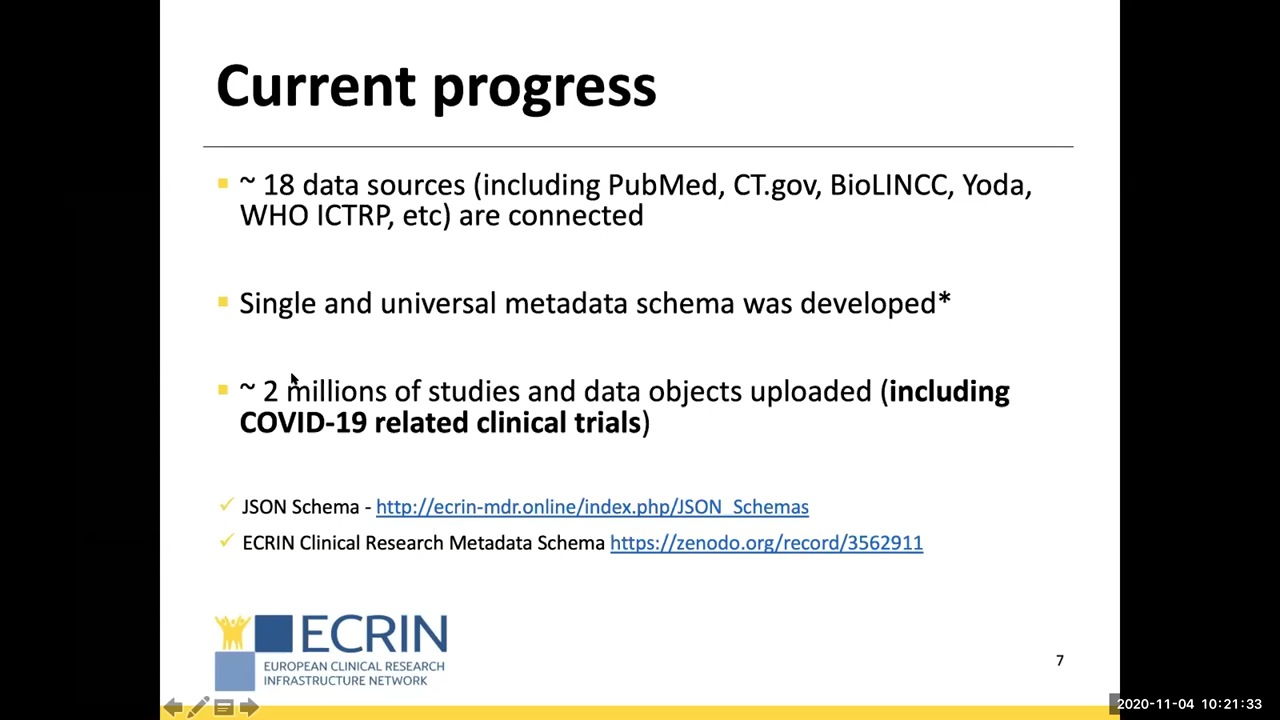 Current progress
~ 18 data sources (including PubMed, CT.gov, BioLINCC, Yoda,
WHO ICTRP, etc) are connected
Single and universal metadata schema was developed*
~ 2 millions of studies and data objects uploaded (including
COVID-19 related clinical trials)
JSON Schema - http://ecrin-mdr.online/index.php/JSON_Schemas
ECRIN Clinical Research Metadata Schema https://zenodo.org/record/3562911
ECRIN
EUROPEAN CLINICAL RESEARCH
INFRASTRUCTURE NETWORK
7
2020-11-04 10:21:33